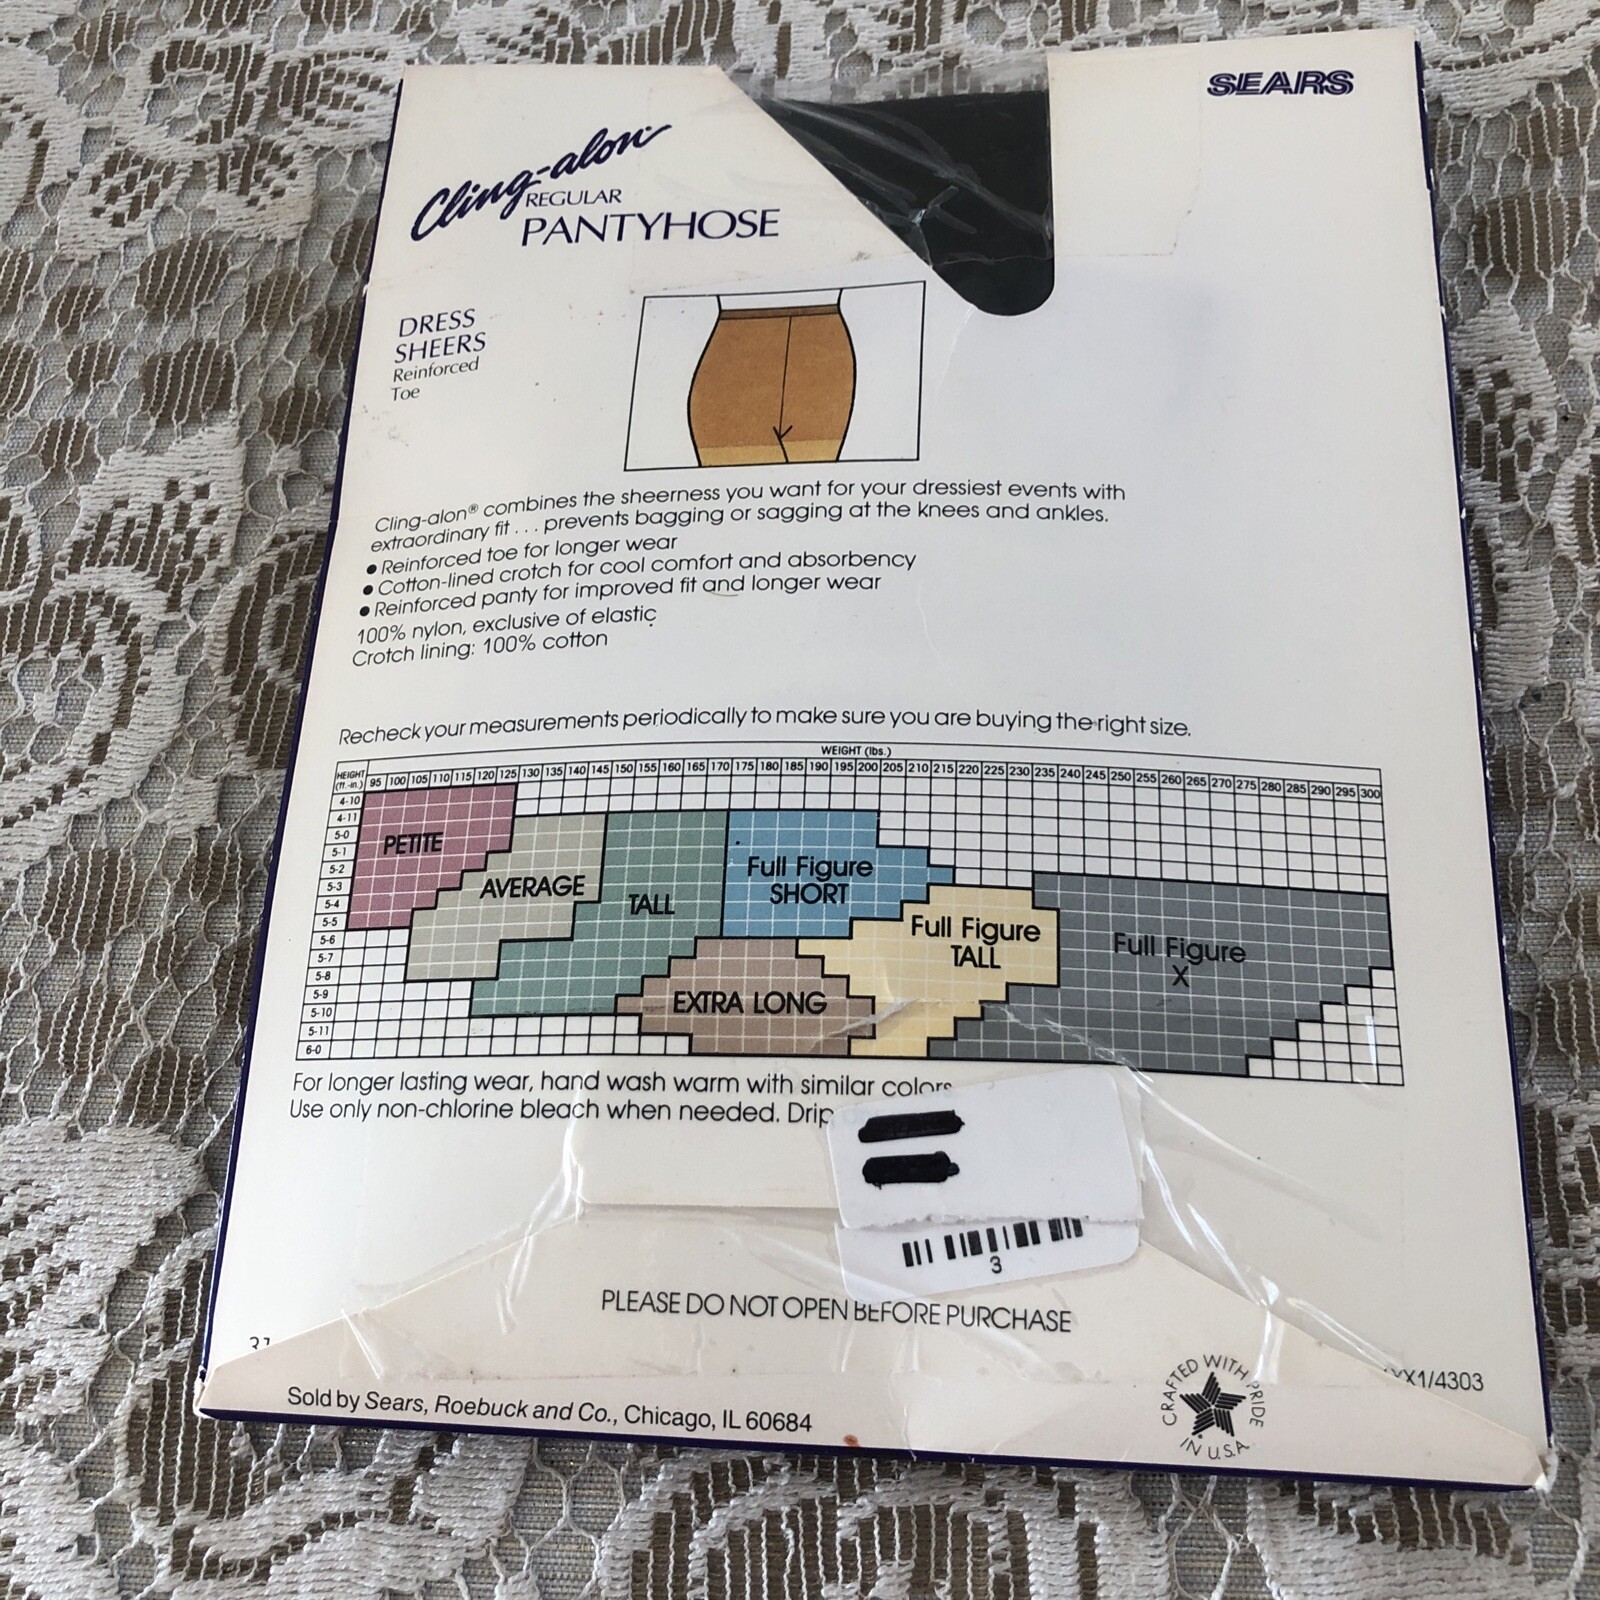 SEARS
Cling-alon
REGULAR
PANTYHOSE
DRESS
SHEERS
Reinforced
Toe
Cling-alon® combines the sheerness you want for your dressiest events with
extraordinary fit . . . prevents bagging or sagging at the knees and ankles.
• Reinforced toe for longer wear
• Cotton-lined crotch for cool comfort and absorbency
• Reinforced panty for improved fit and longer wear
100% nylon, exclusive of elastic
Crotch lining: 100% cotton
Recheck your measurements periodically to make sure you are buying the right size.
WEIGHT (lbs.)
HEIGHT (ft.-in.) 95 100 105 110 115 120 125 130 135 140 145 150 155 160 165 170 175 180 185 190 195 200 205 210 215 220 225 230 235 240 245 250 255 260 265 270 275 280 285 290 295 300
4-10
4-11
5-0
5-1
5-2
5-3
5-4
5-5
5-6
5-7
5-8
5-9
5-10
5-11
6-0
PETITE
AVERAGE
TALL
Full Figure
SHORT
Full Figure
TALL
Full Figure
X
EXTRA LONG
For longer lasting wear, hand wash warm with similar colors
Use only non-chlorine bleach when needed. Drip
3
PLEASE DO NOT OPEN BEFORE PURCHASE
31
XX1/4303
Sold by Sears, Roebuck and Co., Chicago, IL 60684
CRAFTED WITH PRIDE
IN U.S.A.